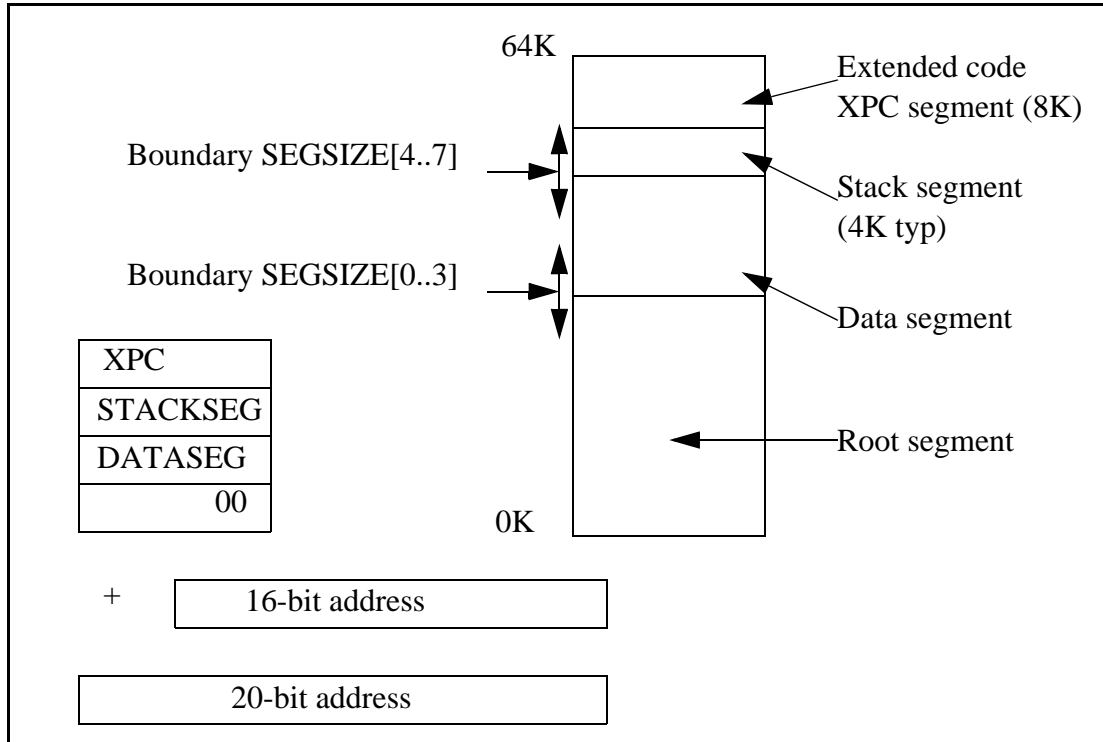 64K
Extended code
XPC segment (8K)
Boundary SEGSIZE[4..7]
Stack segment
(4K typ)
Boundary SEGSIZE[0..3]
Data segment
XPC
STACKSEG
DATASEG
00
Root segment
0K
+
16-bit address
20-bit address